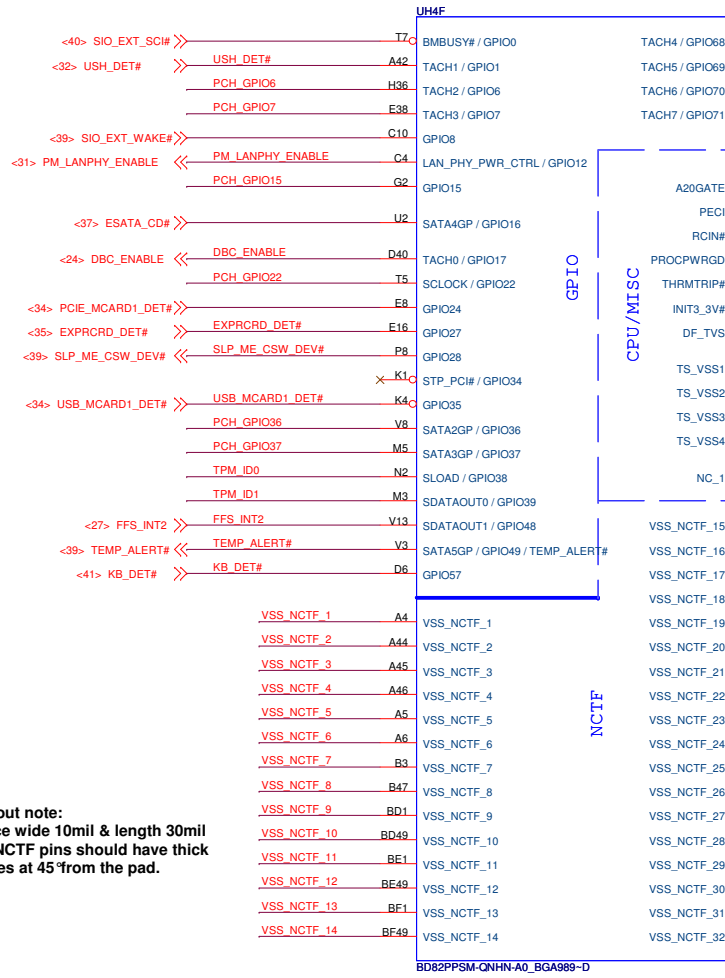 UH4F
<40> SIO_EXT_SCI# T7 BMBUSY# / GPIO0 TACH4 / GPIO68
<32> USH_DET# USH_DET# A42 TACH1 / GPIO1 TACH5 / GPIO69
PCH_GPIO6 H36 TACH2 / GPIO6 TACH6 / GPIO70
PCH_GPIO7 E38 TACH3 / GPIO7 TACH7 / GPIO71
<39> SIO_EXT_WAKE# C10 GPIO8
<31> PM_LANPHY_ENABLE PM_LANPHY_ENABLE C4 LAN_PHY_PWR_CTRL / GPIO12
PCH_GPIO15 G2 GPIO15 A20GATE
PECI
<37> ESATA_CD# U2 SATA4GP / GPIO16
RCIN#
<24> DBC_ENABLE DBC_ENABLE D40 TACH0 / GPIO17 PROCPWRGD
PCH_GPIO22 T5 SCLOCK / GPIO22 THRMTRIP#
GPIO
CPU/MISC
<34> PCIE_MCARD1_DET# E8 GPIO24 INIT3_3V#
<35> EXPRCRD_DET# EXPRCRD_DET# E16 GPIO27 DF_TVS
<39> SLP_ME_CSW_DEV# SLP_ME_CSW_DEV# P8 GPIO28
TS_VSS1
K1 STP_PCI# / GPIO34
TS_VSS2
<34> USB_MCARD1_DET# USB_MCARD1_DET# K4 GPIO35
TS_VSS3
PCH_GPIO36 V8 SATA2GP / GPIO36
TS_VSS4
PCH_GPIO37 M5 SATA3GP / GPIO37
TPM_ID0 N2 SLOAD / GPIO38 NC_1
TPM_ID1 M3 SDATAOUT0 / GPIO39
<27> FFS_INT2 FFS_INT2 V13 SDATAOUT1 / GPIO48 VSS_NCTF_15
<39> TEMP_ALERT# TEMP_ALERT# V3 SATA5GP / GPIO49 / TEMP_ALERT# VSS_NCTF_16
<41> KB_DET# KB_DET# D6 GPIO57 VSS_NCTF_17
VSS_NCTF_18
VSS_NCTF_1 A4 VSS_NCTF_1 VSS_NCTF_19
VSS_NCTF_2 A44 VSS_NCTF_2 VSS_NCTF_20
VSS_NCTF_3 A45 VSS_NCTF_3 VSS_NCTF_21
VSS_NCTF_4 A46 VSS_NCTF_4 VSS_NCTF_22
NCTF
VSS_NCTF_5 A5 VSS_NCTF_5 VSS_NCTF_23
VSS_NCTF_6 A6 VSS_NCTF_6 VSS_NCTF_24
VSS_NCTF_7 B3 VSS_NCTF_7 VSS_NCTF_25
VSS_NCTF_8 B47 VSS_NCTF_8 VSS_NCTF_26
VSS_NCTF_9 BD1 VSS_NCTF_9 VSS_NCTF_27
VSS_NCTF_10 BD49 VSS_NCTF_10 VSS_NCTF_28
VSS_NCTF_11 BE1 VSS_NCTF_11 VSS_NCTF_29
VSS_NCTF_12 BE49 VSS_NCTF_12 VSS_NCTF_30
VSS_NCTF_13 BF1 VSS_NCTF_13 VSS_NCTF_31
VSS_NCTF_14 BF49 VSS_NCTF_14 VSS_NCTF_32
out note:
ce wide 10mil & length 30mil
NCTF pins should have thick
es at 45°from the pad.
BD82PPSM-QNHN-A0_BGA989~D